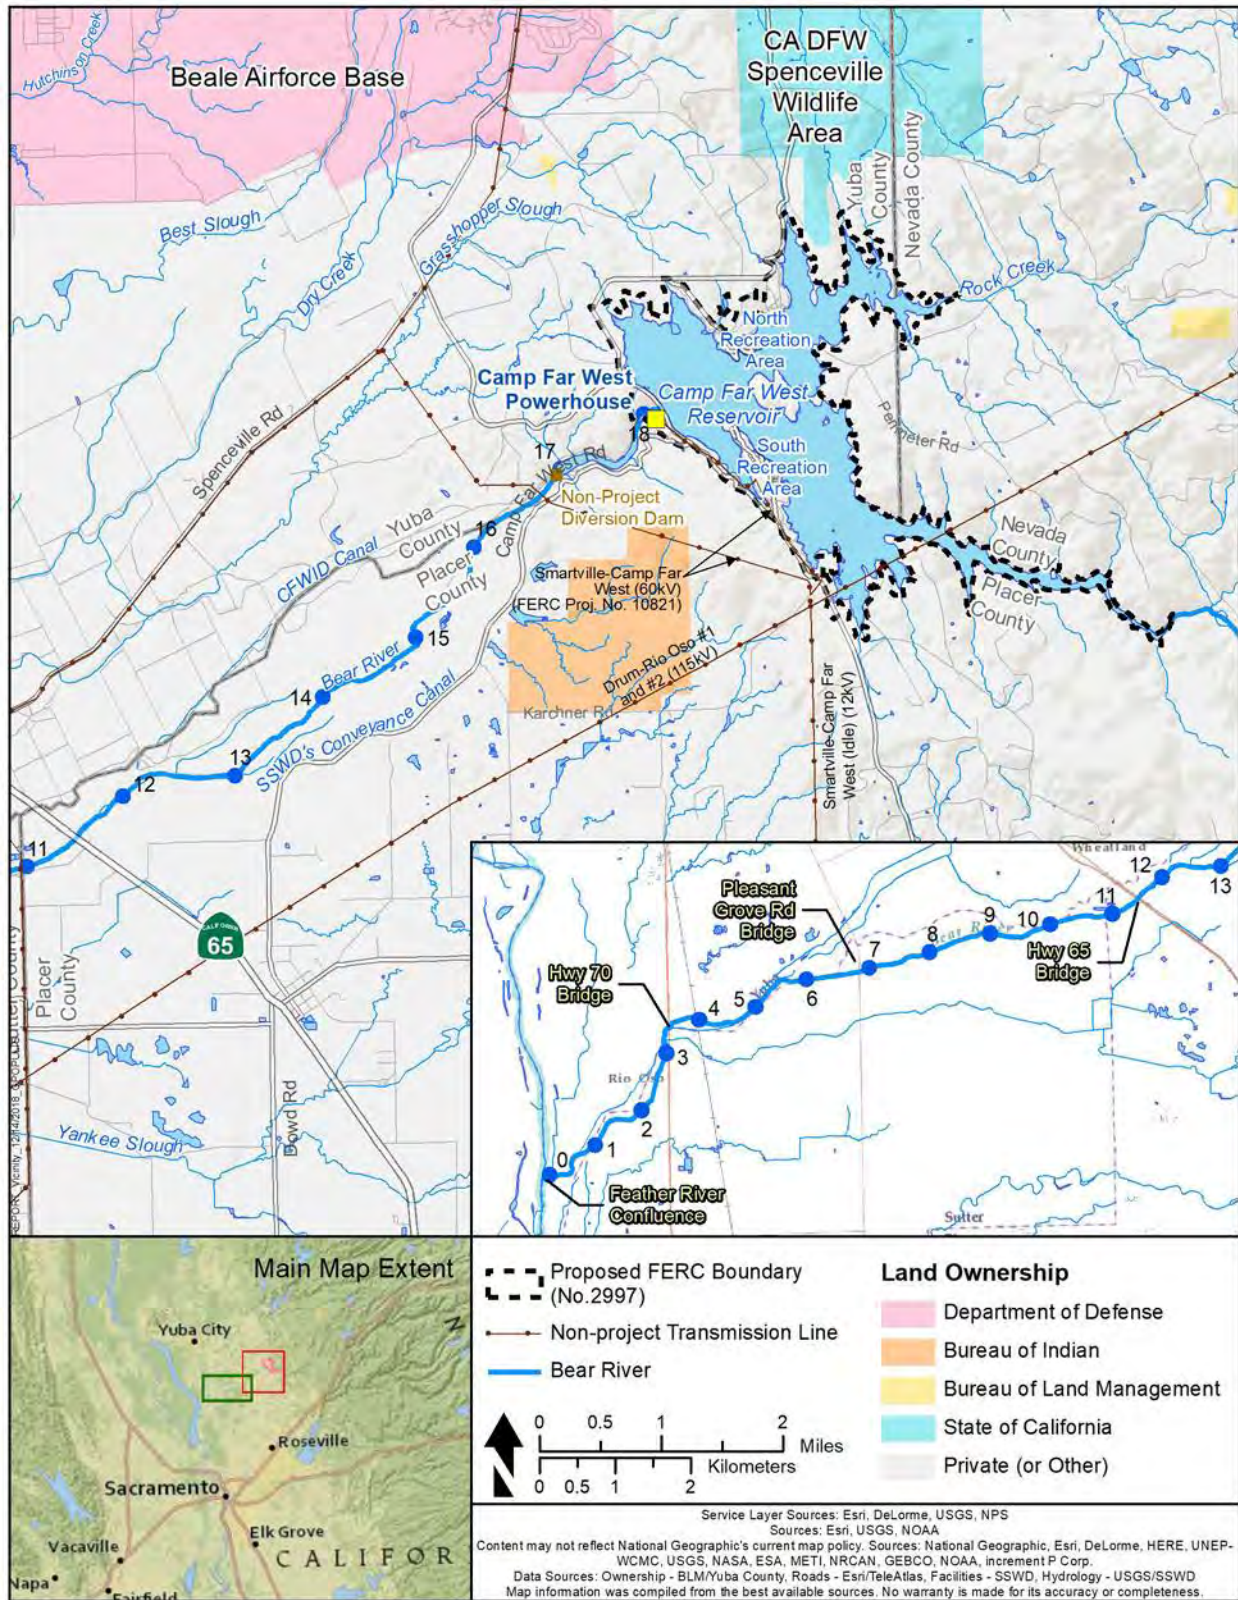 Hutchinson Creek
Beale Airforce Base
CA DFW
Spenceville
Wildlife
Area
Yuba
County
Nevada County
Best Slough
Dry Creek
Grasshopper Slough
Rock Creek
North
Recreation
Area
Camp Far West
Powerhouse
Camp Far West
Reservoir
18
Perimeter Rd
South
Recreation
Area
Spenceville Rd
17
Camp Far West Rd
Non-Project
Diversion Dam
Yuba
County
16
Placer
County
CFWID Canal
Nevada
County
Placer
County
Smartville-Camp Far
West (60kV)
(FERC Proj. No. 10821)
15
Bear River
14
Drum-Rio Oso #1
and #2 (115kV)
Karchner Rd
SSWD's Conveyance Canal
Smartville-Camp Far
West (Idle) (12kV)
13
12
11
CALIFORNIA
65
Placer
County
Sutter County
Dowd Rd
Yankee Slough
Wheatland
12
13
Pleasant
Grove Rd
Bridge
11
10
9
8
7
Bear River
Hwy 65
Bridge
Hwy 70
Bridge
6
5
4
3
Yuba
Rio Oso
2
1
0
Feather River
Confluence
Sutter
Main Map Extent
Yuba City
Roseville
Sacramento
Elk Grove
Vacaville
CALIFOR
Napa
Fairfield
N
Proposed FERC Boundary
(No.2997)
Non-project Transmission Line
Bear River
0 0.5 1 2
Miles
Kilometers
0 0.5 1 2
Land Ownership
Department of Defense
Bureau of Indian
Bureau of Land Management
State of California
Private (or Other)
Service Layer Sources: Esri, DeLorme, USGS, NPS
Sources: Esri, USGS, NOAA
Content may not reflect National Geographic's current map policy. Sources: National Geographic, Esri, DeLorme, HERE, UNEP-
WCMC, USGS, NASA, ESA, METI, NRCAN, GEBCO, NOAA, increment P Corp.
Data Sources: Ownership - BLM/Yuba County, Roads - Esri/TeleAtlas, Facilities - SSWD, Hydrology - USGS/SSWD
Map information was compiled from the best available sources. No warranty is made for its accuracy or completeness.